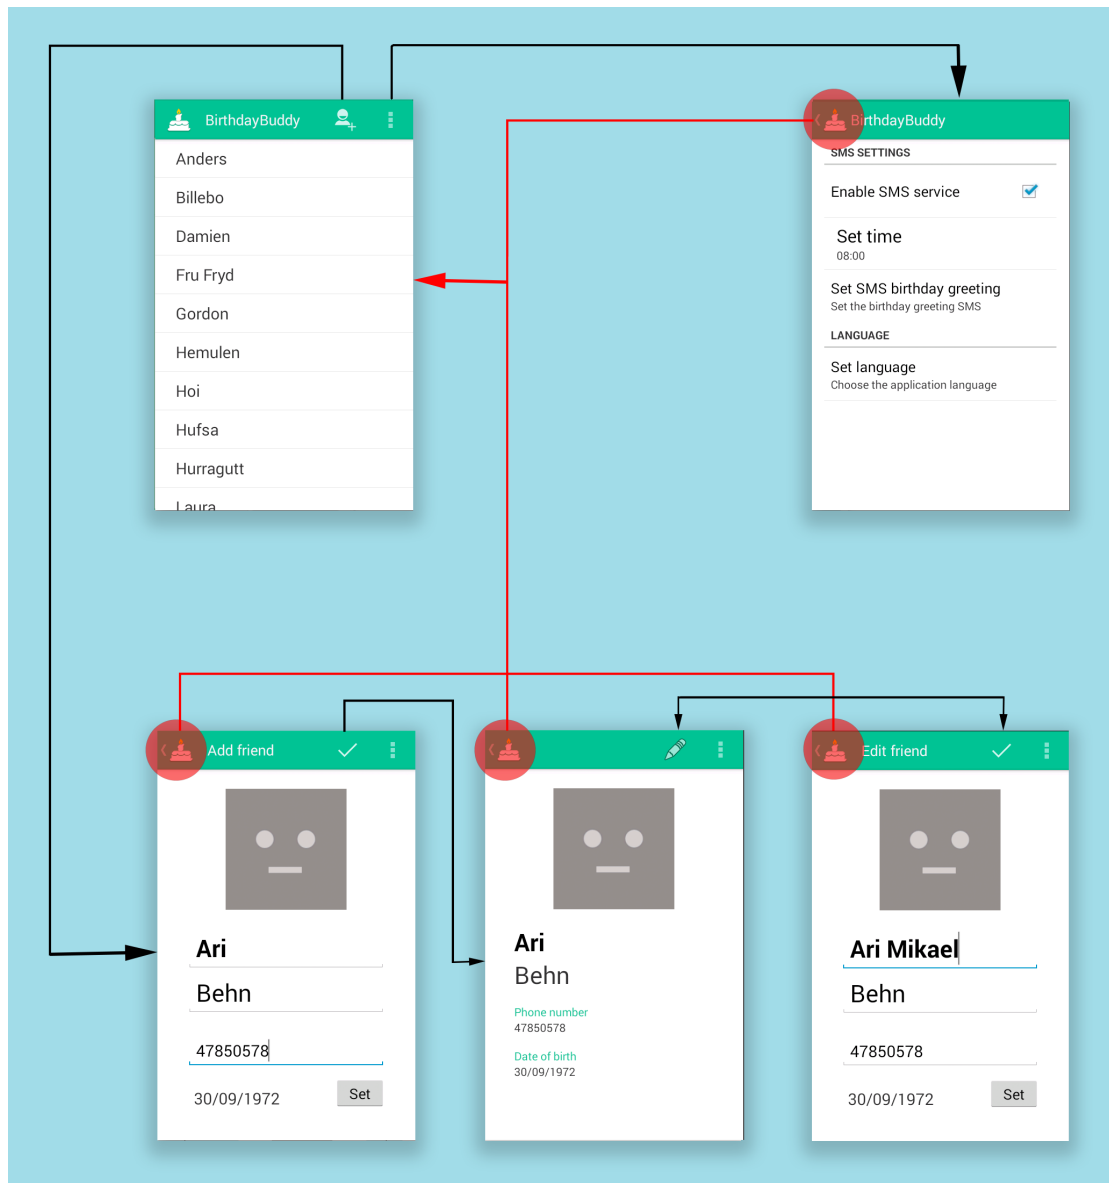 BirthdayBuddy
Anders
Billebo
Damien
Fru Fryd
Gordon
Hemulen
Hoi
Hufsa
Hurragutt
Laura
BirthdayBuddy
SMS SETTINGS
Enable SMS service
Set time
08:00
Set SMS birthday greeting
Set the birthday greeting SMS
LANGUAGE
Set language
Choose the application language
Add friend
Ari
Behn
47850578
30/09/1972 Set
Ari
Behn
Phone number
47850578
Date of birth
30/09/1972
Edit friend
Ari Mikael
Behn
47850578
30/09/1972 Set